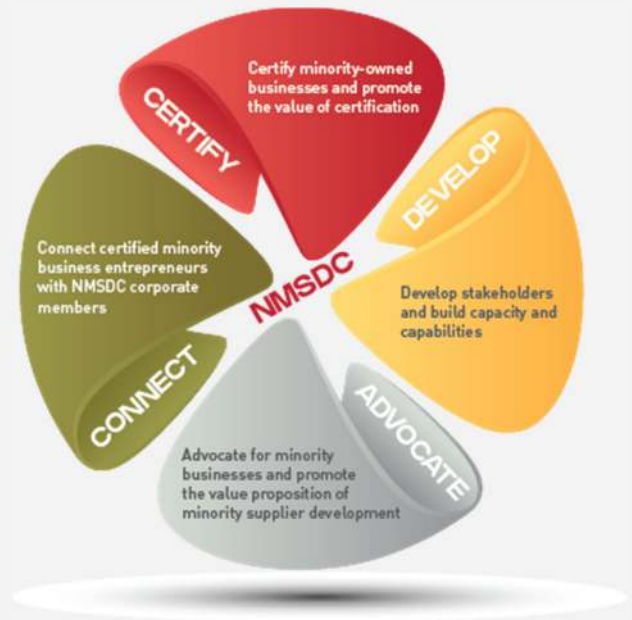 CERTIFY
Certify minority-owned
businesses and promote
the value of certification
DEVELOP
Develop stakeholders
and build capacity and
capabilities
ADVOCATE
Advocate for minority
businesses and promote
the value proposition of
minority supplier development
CONNECT
Connect certified minority
business entrepreneurs
with NMSDC corporate
members
NMSDC